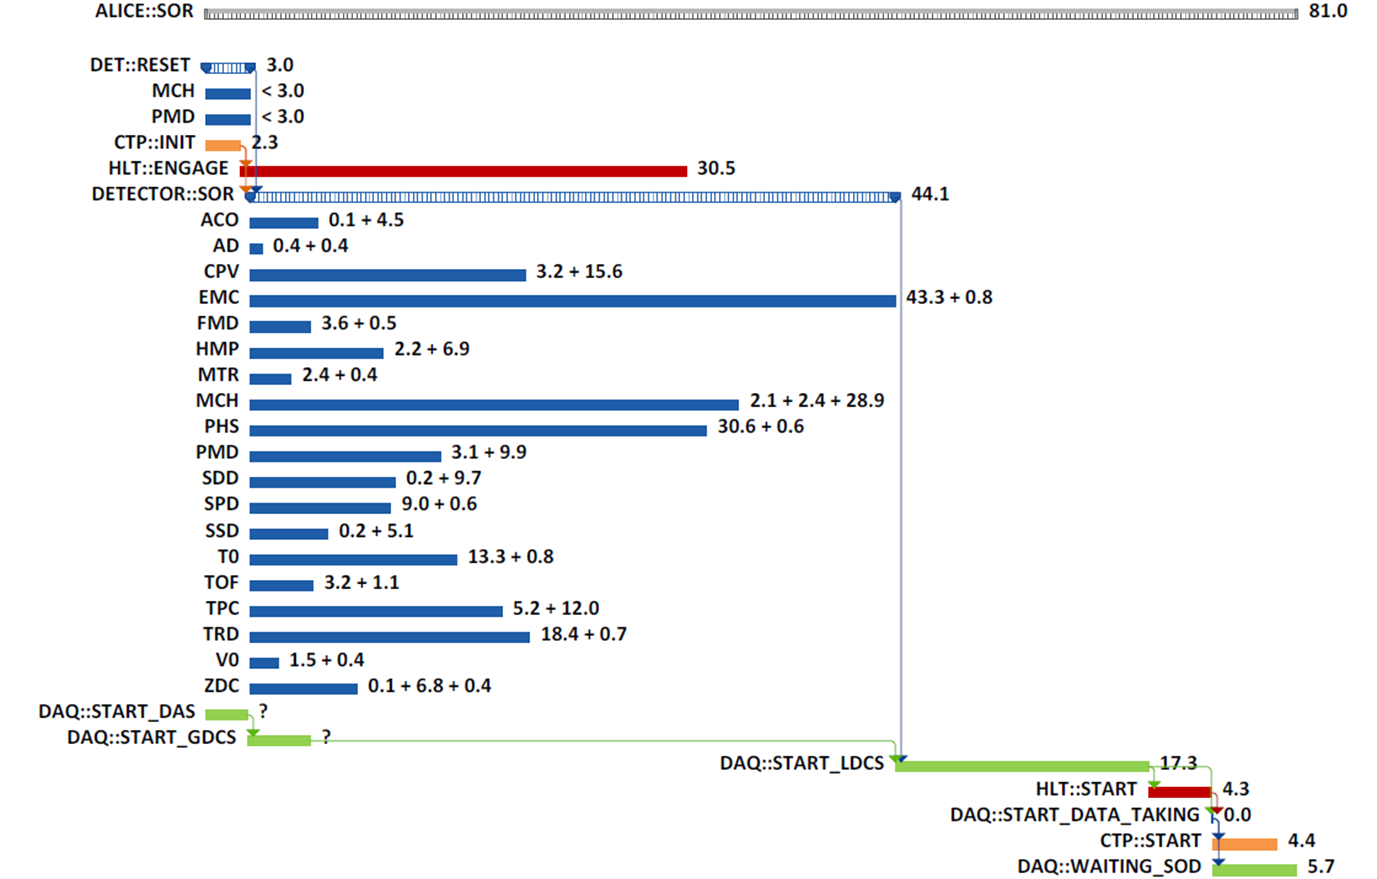 ALICE::SOR 81.0
DET::RESET 3.0
MCH < 3.0
PMD < 3.0
CTP::INIT 2.3
HLT::ENGAGE 30.5
DETECTOR::SOR 44.1
ACO 0.1 + 4.5
AD 0.4 + 0.4
CPV 3.2 + 15.6
EMC 43.3 + 0.8
FMD 3.6 + 0.5
HMP 2.2 + 6.9
MTR 2.4 + 0.4
MCH 2.1 + 2.4 + 28.9
PHS 30.6 + 0.6
PMD 3.1 + 9.9
SDD 0.2 + 9.7
SPD 9.0 + 0.6
SSD 0.2 + 5.1
T0 13.3 + 0.8
TOF 3.2 + 1.1
TPC 5.2 + 12.0
TRD 18.4 + 0.7
V0 1.5 + 0.4
ZDC 0.1 + 6.8 + 0.4
DAQ::START_DAS ?
DAQ::START_GDCS ?
DAQ::START_LDCS 17.3
HLT::START 4.3
DAQ::START_DATA_TAKING 0.0
CTP::START 4.4
DAQ::WAITING_SOD 5.7